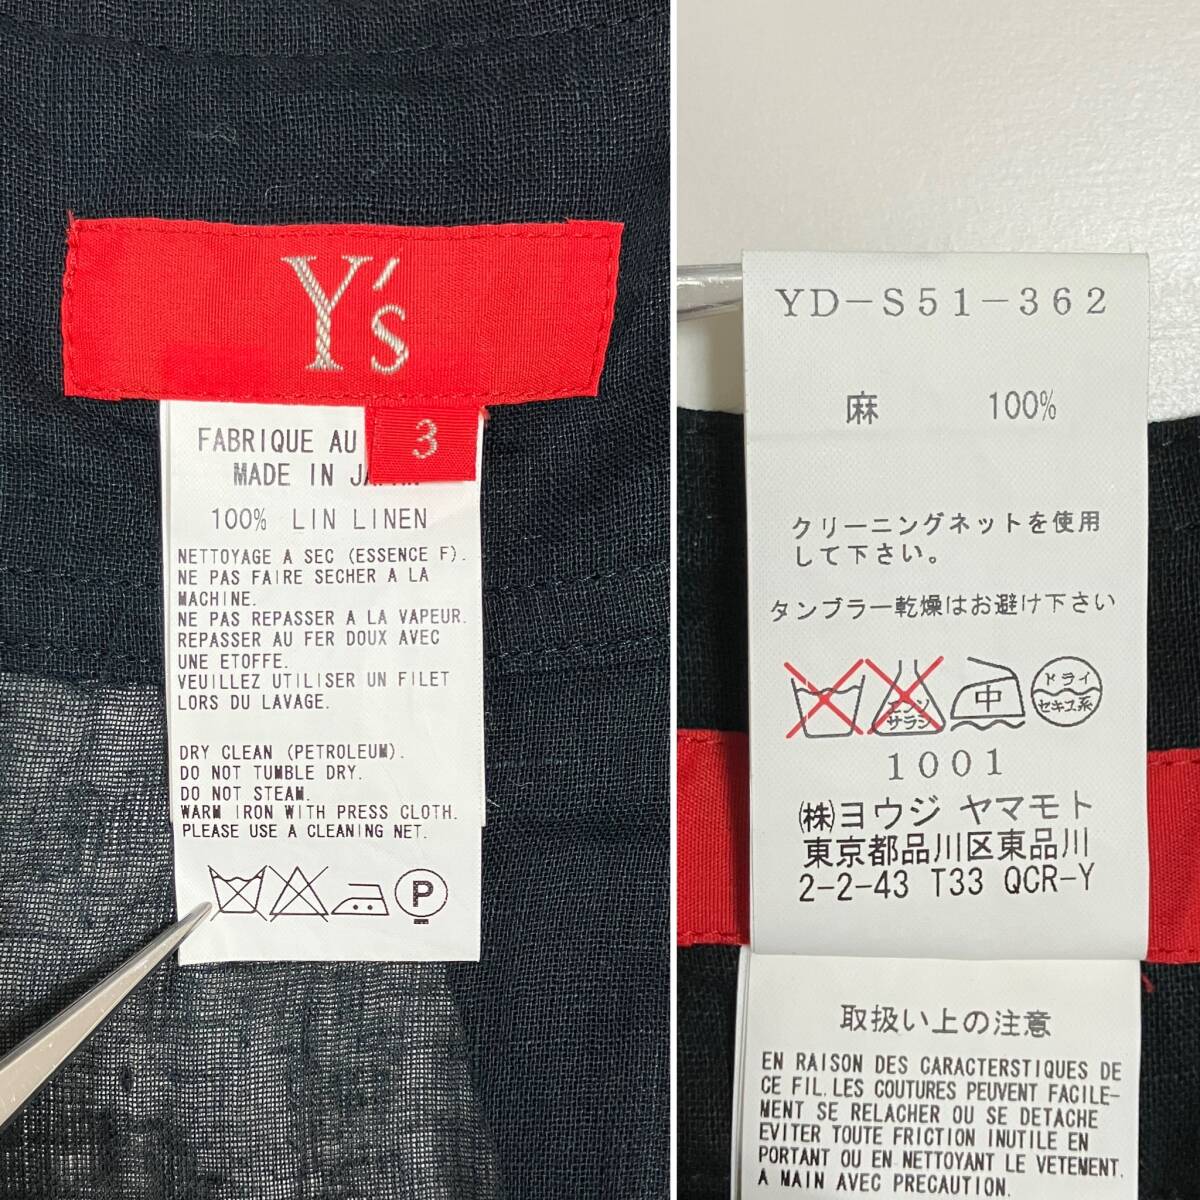 Y's
3
FABRIQUE AU
MADE IN JAPAN
100% LIN LINEN
NETTOYAGE A SEC (ESSENCE F).
NE PAS FAIRE SECHER A LA
MACHINE.
NE PAS REPASSER A LA VAPEUR.
REPASSER AU FER DOUX AVEC
UNE ETOFFE.
VEUILLEZ UTILISER UN FILET
LORS DU LAVAGE.
DRY CLEAN (PETROLEUM).
DO NOT TUMBLE DRY.
DO NOT STEAM.
WARM IRON WITH PRESS CLOTH.
PLEASE USE A CLEANING NET.
P
YD-S51-362
麻 100%
クリーニングネットを使用
して下さい。
タンブラー乾燥はお避け下さい
エンソ サラシ 中 ドライ セキユ系
1001
㈱ヨウジ ヤマモト
東京都品川区東品川
2-2-43 T33 QCR-Y
取扱い上の注意
EN RAISON DES CARACTERSTIQUES DE
CE FIL. LES COUTURES PEUVENT FACILE-
MENT SE RELACHER OU SE DETACHE
EVITER TOUTE FRICTION INUTILE EN
PORTANT OU EN NETTOYANT LE VETEMENT.
A MAIN AVEC PRECAUTION.